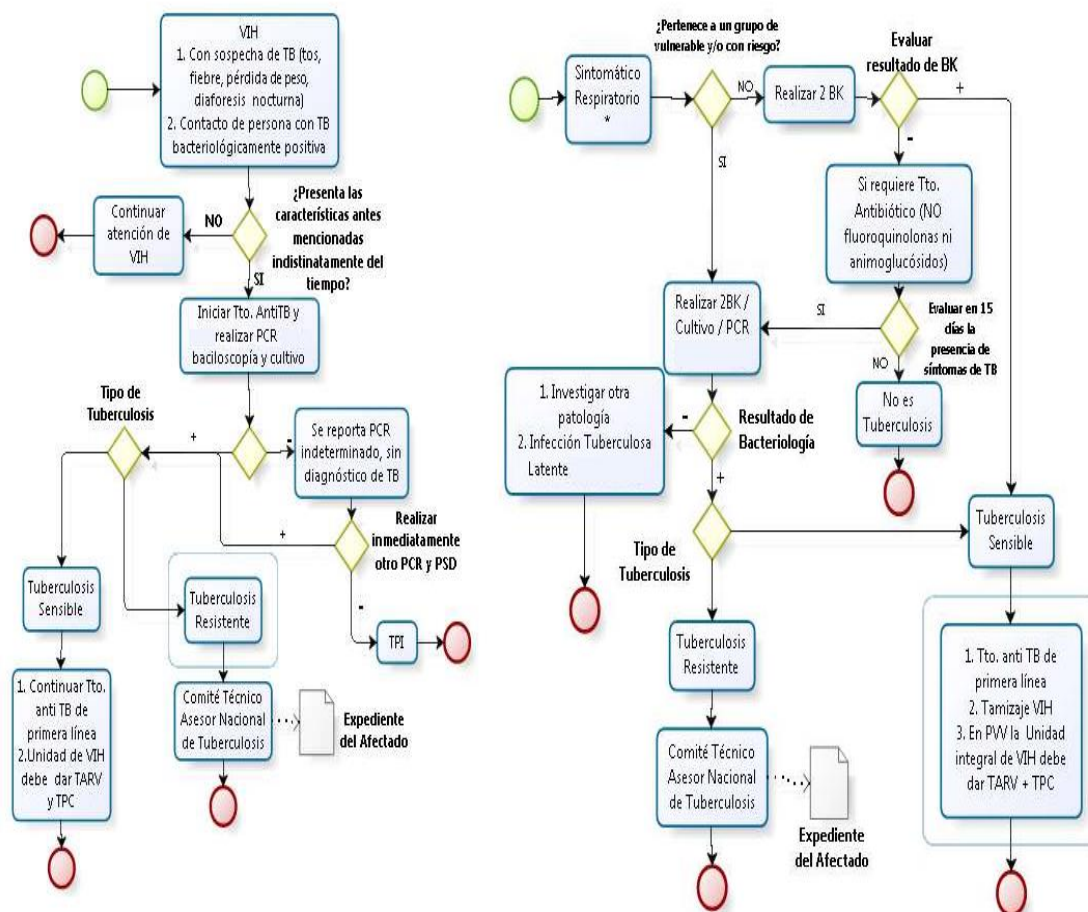 VIH
1. Con sospecha de TB (tos,
fiebre, pérdida de peso,
diaforesis nocturna)
2. Contacto de persona con TB
bacteriológicamente positiva
¿Presenta las
características antes
mencionadas
indistinatamente del
tiempo?
NO
Continuar
atención de
VIH
SI
Iniciar Tto. AntiTB y
realizar PCR
baciloscopía y cultivo
Tipo de
Tuberculosis
+
-
Se reporta PCR
indeterminado, sin
diagnóstico de TB
Realizar
inmediatamente
otro PCR y PSD
+
-
TPI
Tuberculosis
Sensible
1. Continuar Tto.
anti TB de
primera línea
2.Unidad de VIH
debe dar TARV
y TPC
Tuberculosis
Resistente
Comité Técnico
Asesor Nacional
de Tuberculosis
Expediente
del Afectado
Sintomático
Respiratorio
*
¿Pertenece a un grupo de
vulnerable y/o con riesgo?
NO
Realizar 2 BK
Evaluar
resultado de BK
+
-
SI
Si requiere Tto.
Antibiótico (NO
fluoroquinolonas ni
animoglucósidos)
Evaluar en 15
días la
presencia de
síntomas de TB
SI
NO
No es
Tuberculosis
Realizar 2BK /
Cultivo / PCR
Resultado de
Bacteriología
-
1. Investigar otra
patología
2. Infección Tuberculosa
Latente
+
Tipo de
Tuberculosis
Tuberculosis
Sensible
1. Tto. anti TB de
primera línea
2. Tamizaje VIH
3. En PVV la Unidad
integral de VIH debe
dar TARV + TPC
Tuberculosis
Resistente
Comité Técnico
Asesor Nacional
de Tuberculosis
Expediente
del Afectado